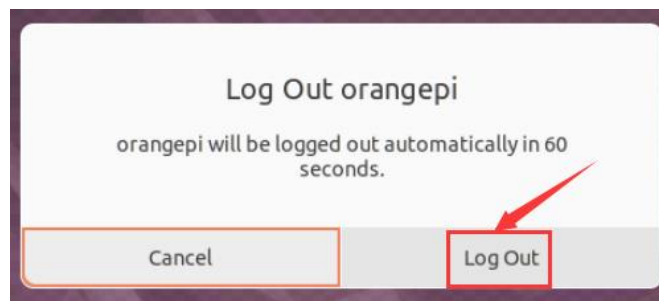 Log Out orangepi
orangepi will be logged out automatically in 60
seconds.
Cancel
Log Out